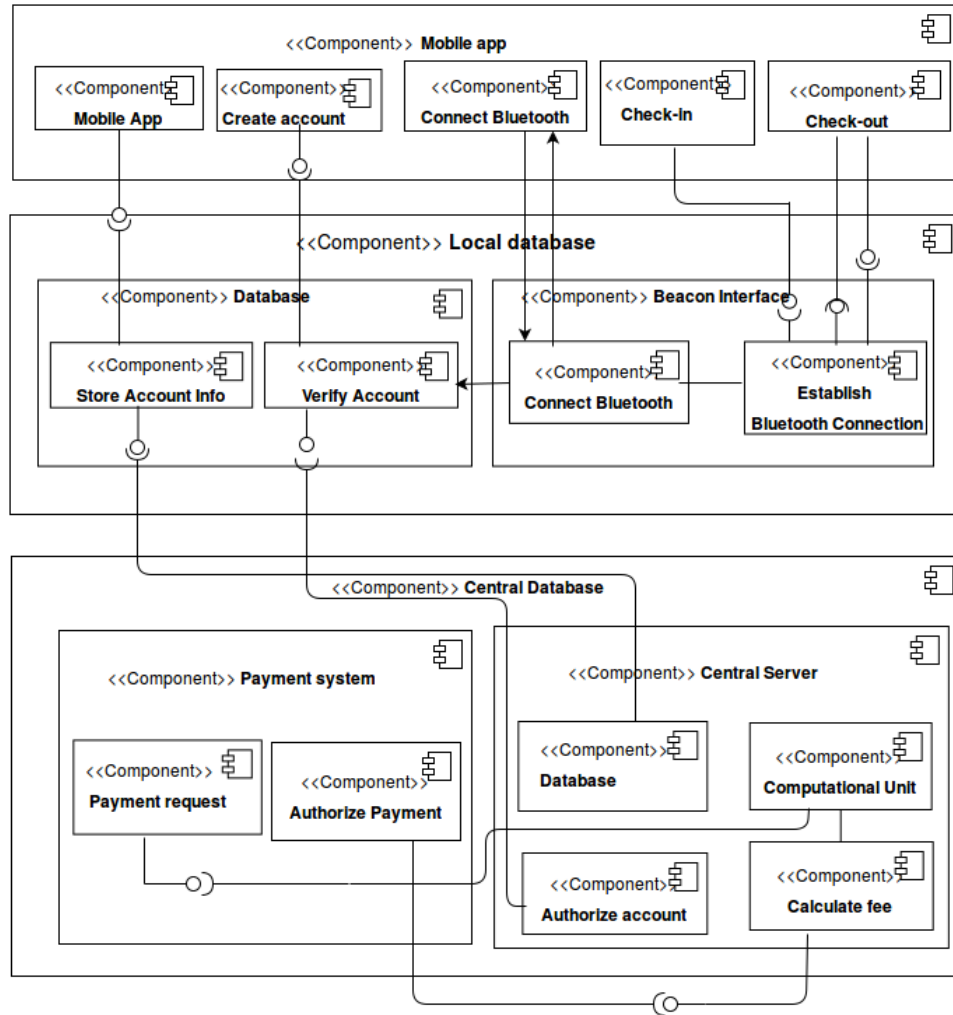 <<Component>> Mobile app
<<Component>>
Mobile App
<<Component>>
Create account
<<Component>>
Connect Bluetooth
<<Component>>
Check-in
<<Component>>
Check-out
<<Component>> Local database
<<Component>> Database
<<Component>>
Store Account Info
<<Component>>
Verify Account
<<Component>> Beacon Interface
<<Component>>
Connect Bluetooth
<<Component>>
Establish
Bluetooth Connection
<<Component>> Central Database
<<Component>> Payment system
<<Component>>
Payment request
<<Component>>
Authorize Payment
<<Component>> Central Server
<<Component>>
Database
<<Component>>
Computational Unit
<<Component>>
Authorize account
<<Component>>
Calculate fee